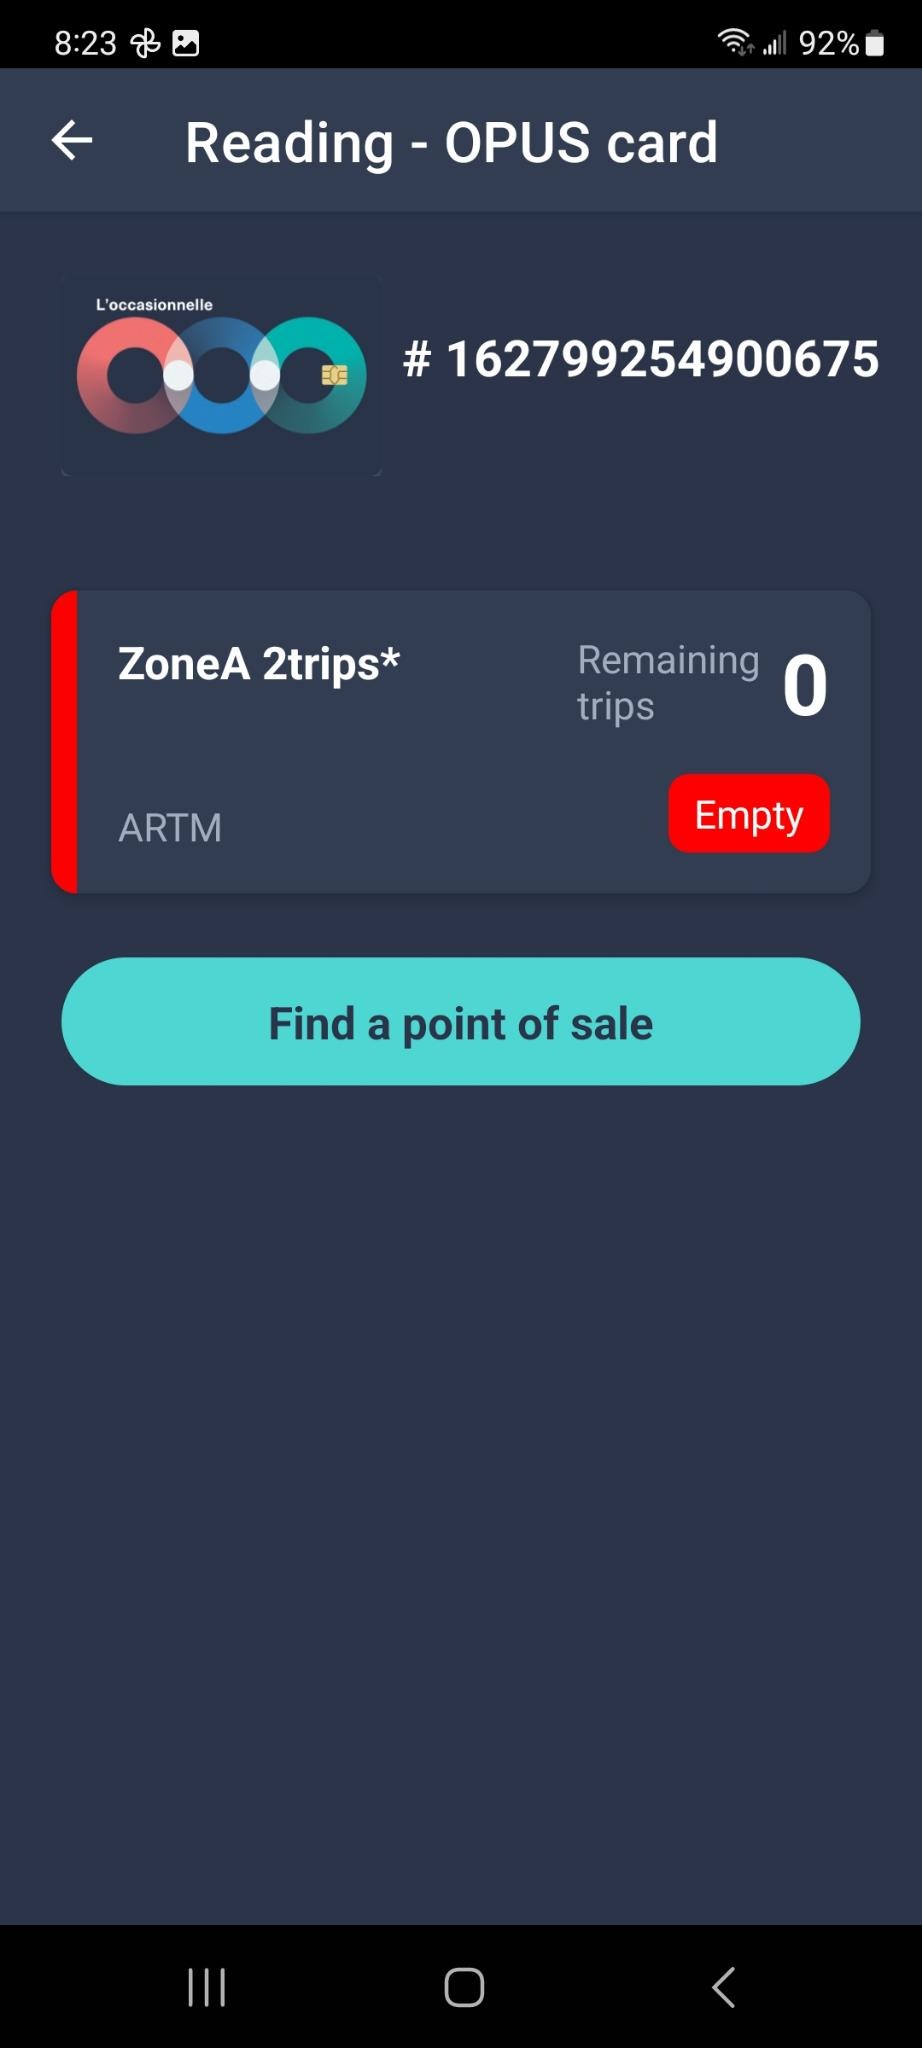 8:23
92%
Reading - OPUS card
L'occasionnelle
# 162799254900675
ZoneA 2trips*
Remaining
trips
0
ARTM
Empty
Find a point of sale